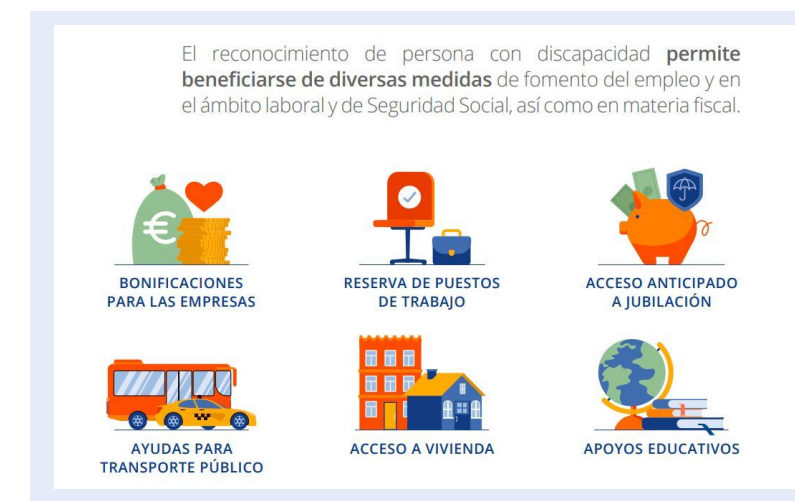 El reconocimiento de persona con discapacidad permite
beneficiarse de diversas medidas de fomento del empleo y en
el ámbito laboral y de Seguridad Social, así como en materia fiscal.
€
BONIFICACIONES
PARA LAS EMPRESAS
RESERVA DE PUESTOS
DE TRABAJO
ACCESO ANTICIPADO
A JUBILACIÓN
AYUDAS PARA
TRANSPORTE PÚBLICO
ACCESO A VIVIENDA
APOYOS EDUCATIVOS